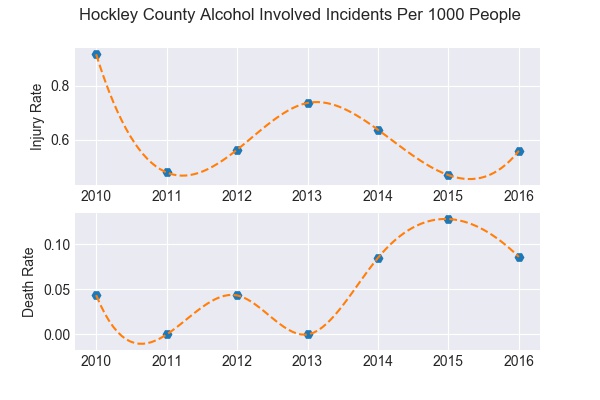 Hockley County Alcohol Involved Incidents Per 1000 People
Injury Rate
0.8
0.6
2010 2011 2012 2013 2014 2015 2016
Death Rate
0.10
0.05
0.00
2010 2011 2012 2013 2014 2015 2016